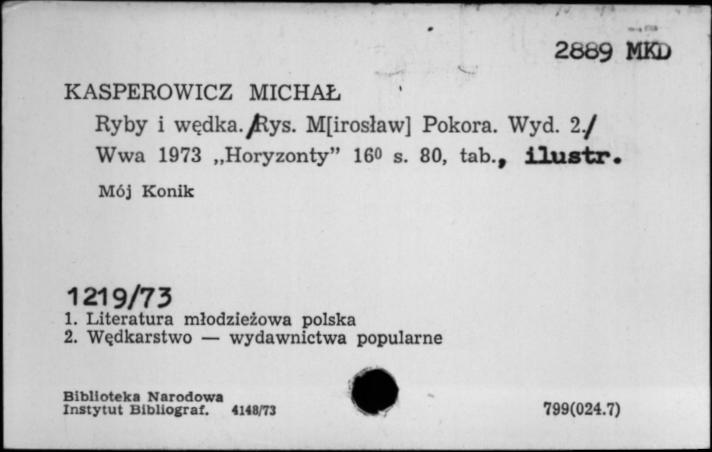 2889 MKD
KASPEROWICZ MICHAŁ
Ryby i wędka./Rys. M[irosław] Pokora. Wyd. 2./
Wwa 1973 „Horyzonty” 16⁰ s. 80, tab., ilustr.
Mój Konik
1219/73
1. Literatura młodzieżowa polska
2. Wędkarstwo — wydawnictwa popularne
Biblioteka Narodowa
Instytut Bibliograf. 4148/73
799(024.7)